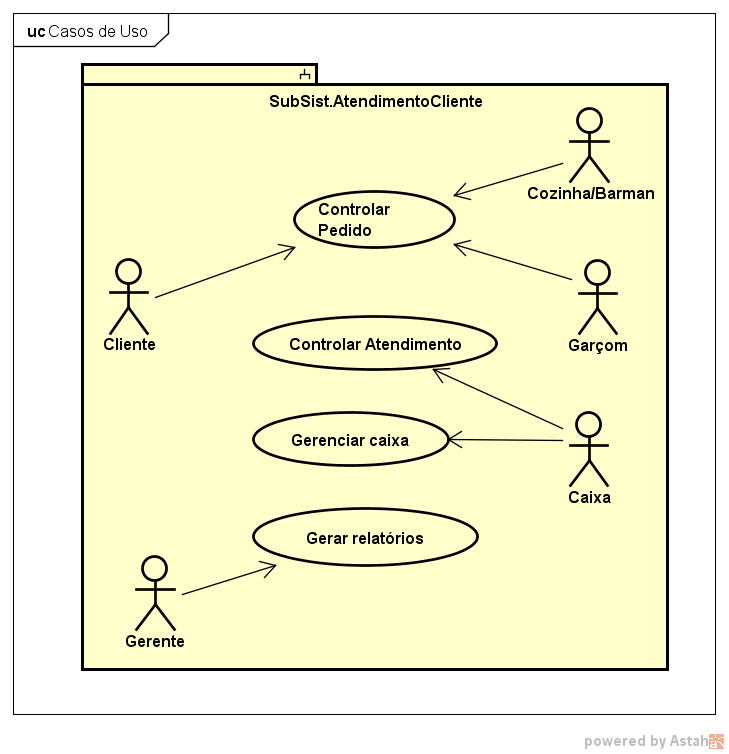 uc Casos de Uso
SubSist.AtendimentoCliente
Cozinha/Barman
Controlar
Pedido
Cliente
Garçom
Controlar Atendimento
Gerenciar caixa
Caixa
Gerar relatórios
Gerente
powered by Astah